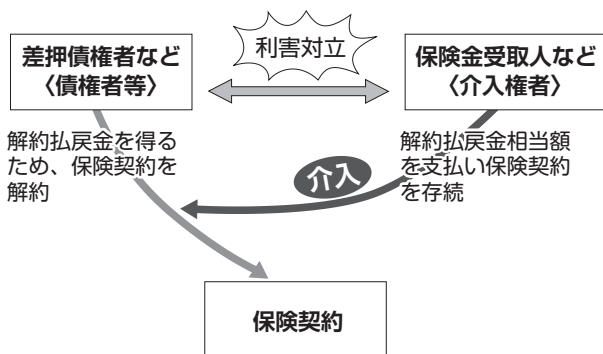 差押債権者など
〈債権者等〉
利害対立
保険金受取人など
〈介入権者〉
解約払戻金を得る
ため、保険契約を
解約
解約払戻金相当額
を支払い保険契約
を存続
介入
保険契約